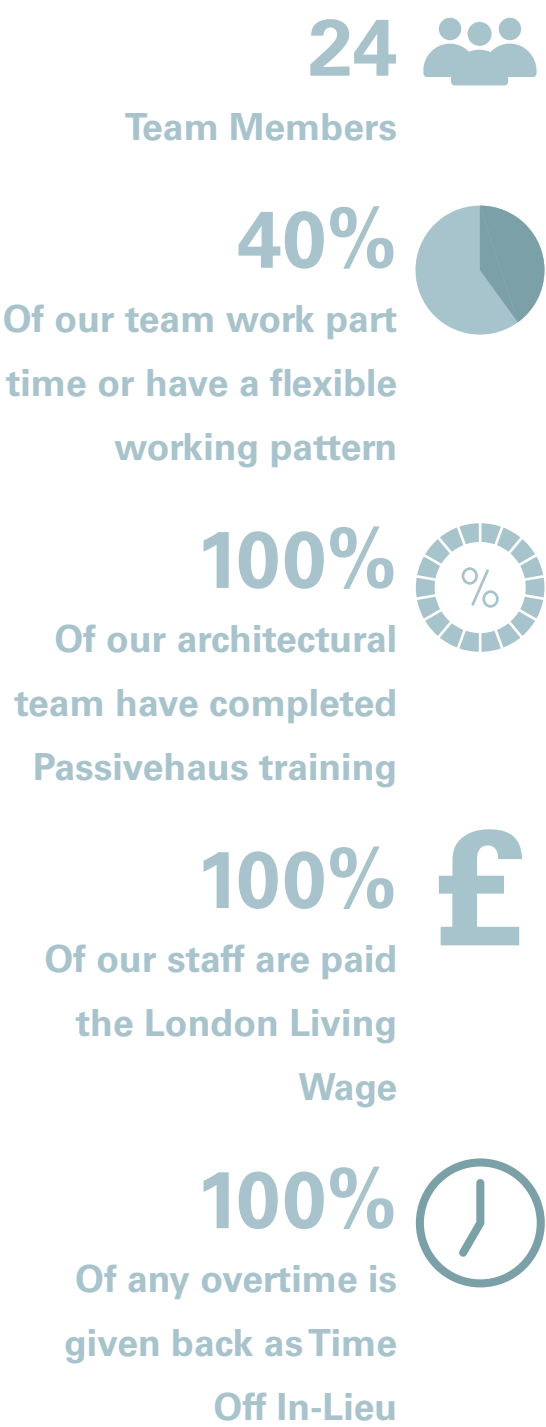 24
Team Members
40%
Of our team work part
time or have a flexible
working pattern
100%
%
Of our architectural
team have completed
Passivehaus training
100%
£
Of our staff are paid
the London Living
Wage
100%
Of any overtime is
given back as Time
Off In-Lieu